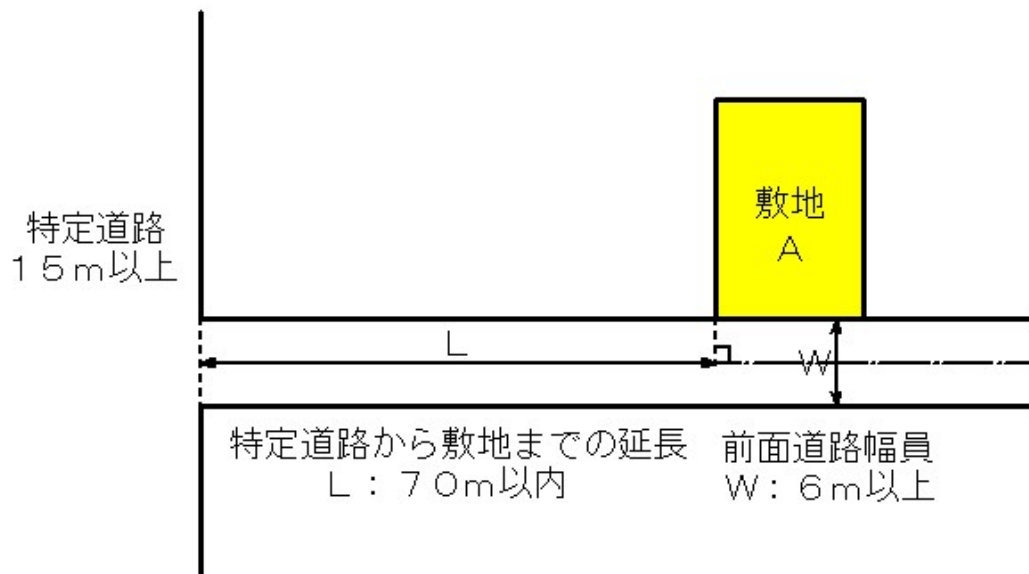 敷地
A
特定道路
１５ｍ以上
L
W
特定道路から敷地までの延長
L：７０ｍ以内
前面道路幅員
W：６ｍ以上